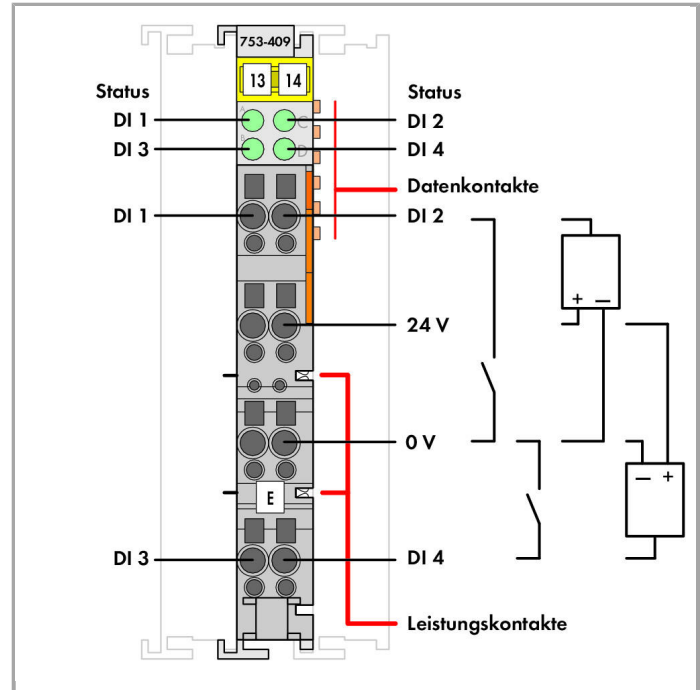 753-409
13 14
Status Status
A C
DI 1 DI 2
B D
DI 3 DI 4
Datenkontakte
DI 1 DI 2
+ –
24 V
0 V
– +
E
DI 3 DI 4
Leistungskontakte